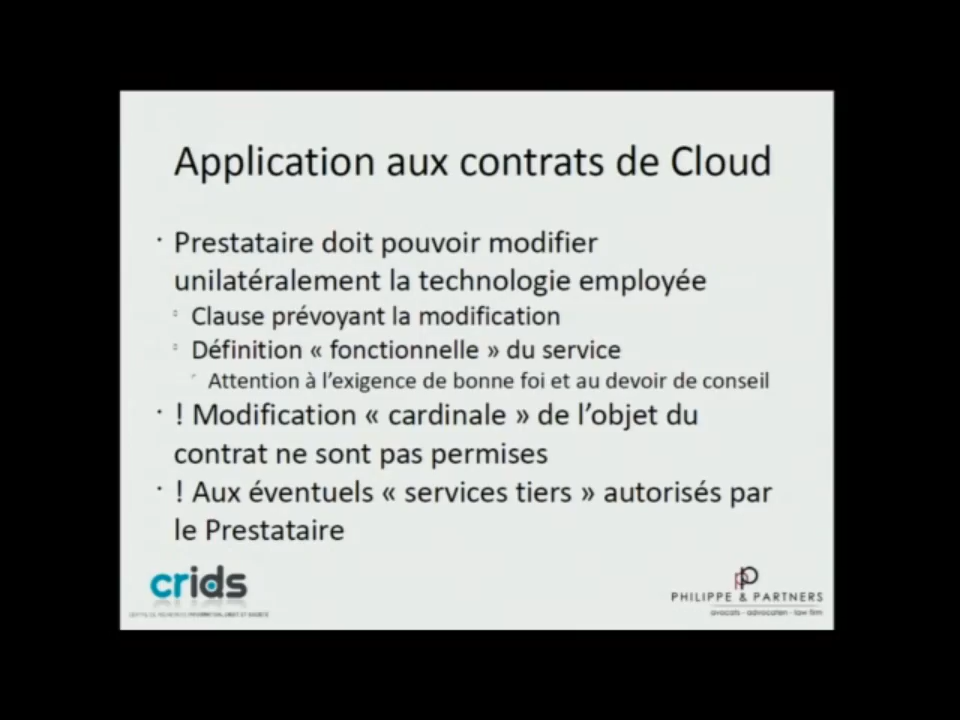 Application aux contrats de Cloud
· Prestataire doit pouvoir modifier
unilatéralement la technologie employée
▫ Clause prévoyant la modification
▫ Définition « fonctionnelle » du service
Attention à l’exigence de bonne foi et au devoir de conseil
· ! Modification « cardinale » de l’objet du
contrat ne sont pas permises
· ! Aux éventuels « services tiers » autorisés par
le Prestataire
crids
PHILIPPE & PARTNERS
avocats - advocaten - law firm